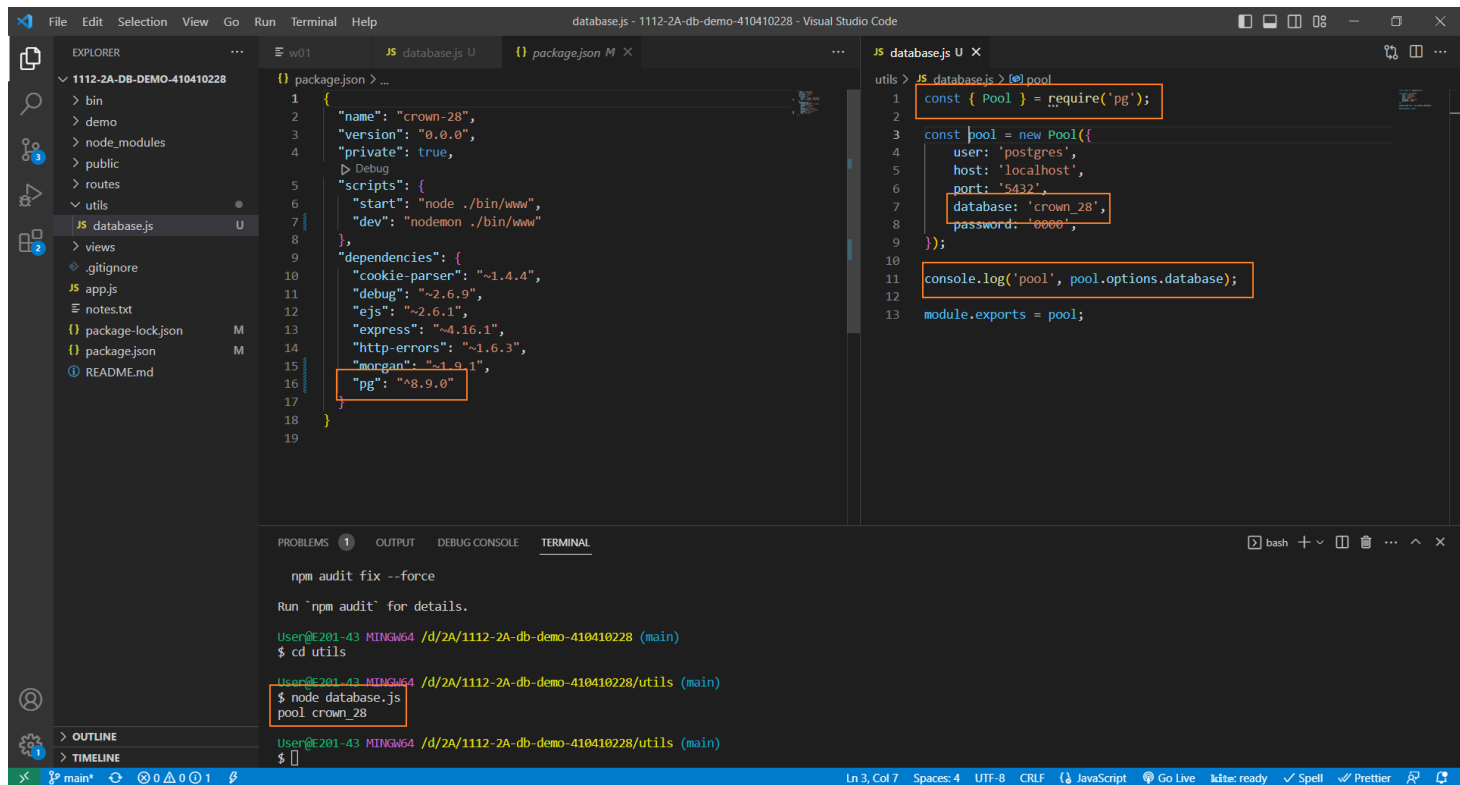 File Edit Selection View Go Run Terminal Help
database.js - 1112-2A-db-demo-410410228 - Visual Studio Code
EXPLORER
1112-2A-DB-DEMO-410410228
bin
demo
node_modules
public
routes
utils
JS database.js U
views
.gitignore
JS app.js
notes.txt
{} package-lock.json M
{} package.json M
README.md
OUTLINE
TIMELINE
3
2
1
w01
JS database.js U
{} package.json M
{} package.json > ...
1 {
2 "name": "crown-28",
3 "version": "0.0.0",
4 "private": true,
Debug
5 "scripts": {
6 "start": "node ./bin/www",
7 "dev": "nodemon ./bin/www"
8 },
9 "dependencies": {
10 "cookie-parser": "~1.4.4",
11 "debug": "~2.6.9",
12 "ejs": "~2.6.1",
13 "express": "~4.16.1",
14 "http-errors": "~1.6.3",
15 "morgan": "~1.9.1",
16 "pg": "^8.9.0"
17 }
18 }
19
JS database.js U
utils > JS database.js > pool
1 const { Pool } = require('pg');
2
3 const pool = new Pool({
4 user: 'postgres',
5 host: 'localhost',
6 port: '5432',
7 database: 'crown_28',
8 password: '0000',
9 });
10
11 console.log('pool', pool.options.database);
12
13 module.exports = pool;
PROBLEMS 1 OUTPUT DEBUG CONSOLE TERMINAL
bash
npm audit fix --force
Run `npm audit` for details.
User@E201-43 MINGW64 /d/2A/1112-2A-db-demo-410410228 (main)
$ cd utils
User@E201-43 MINGW64 /d/2A/1112-2A-db-demo-410410228/utils (main)
$ node database.js
pool crown_28
User@E201-43 MINGW64 /d/2A/1112-2A-db-demo-410410228/utils (main)
$
main* 0 0 1
Ln 3, Col 7 Spaces: 4 UTF-8 CRLF JavaScript Go Live kite: ready Spell Prettier